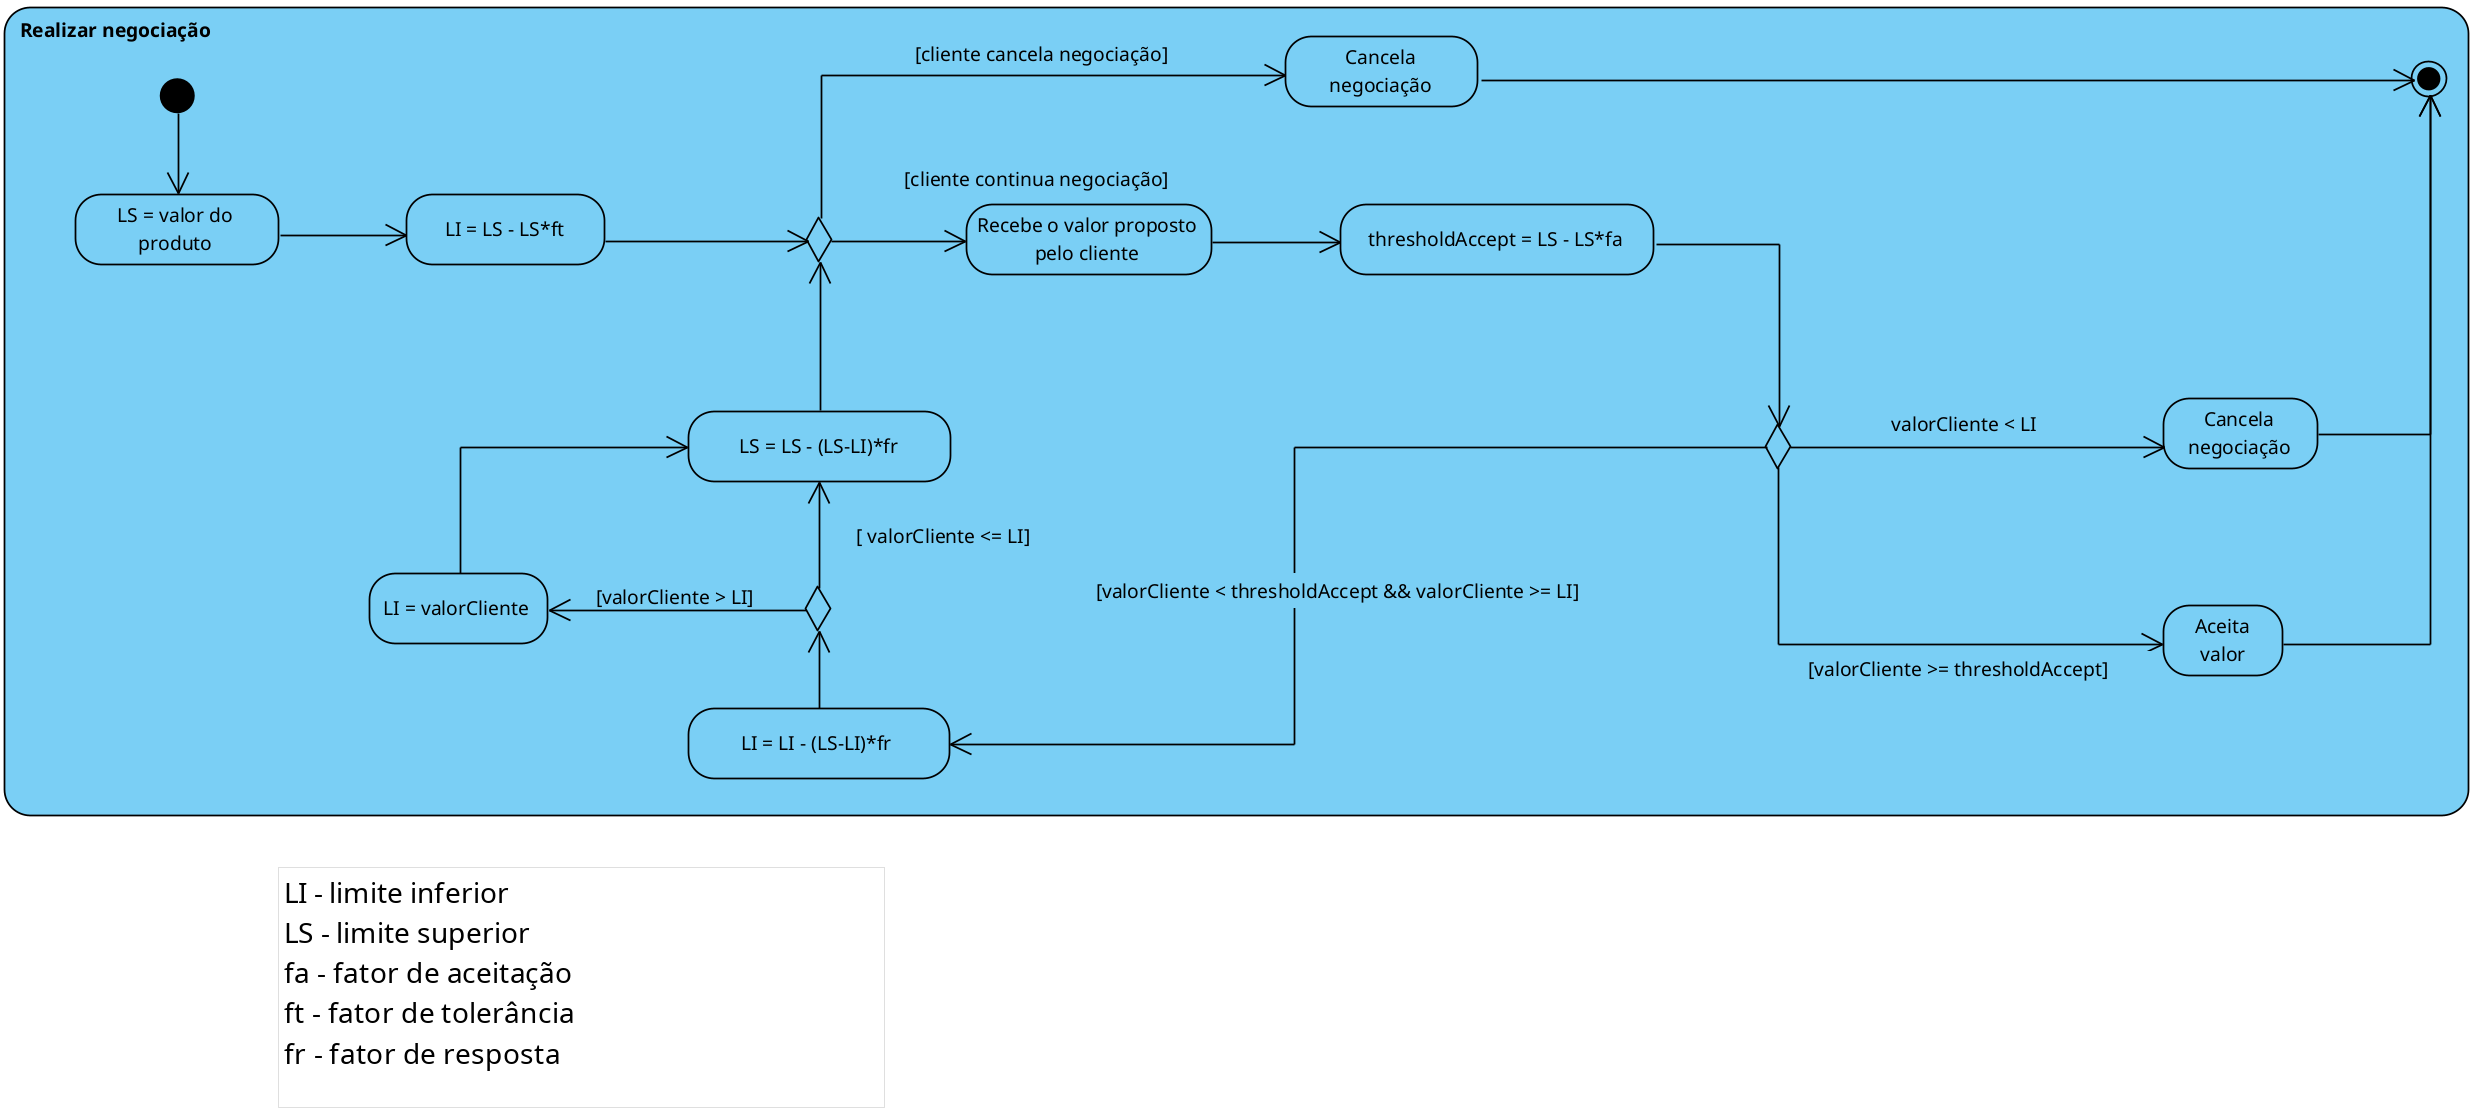 Realizar negociação
[cliente cancela negociação]
Cancela
negociação
[cliente continua negociação]
LS = valor do
produto
LI = LS - LS*ft
Recebe o valor proposto
pelo cliente
thresholdAccept = LS - LS*fa
LS = LS - (LS-LI)*fr
valorCliente < LI
Cancela
negociação
[ valorCliente <= LI]
LI = valorCliente
[valorCliente > LI]
[valorCliente < thresholdAccept && valorCliente >= LI]
Aceita
valor
[valorCliente >= thresholdAccept]
LI = LI - (LS-LI)*fr
LI - limite inferior
LS - limite superior
fa - fator de aceitação
ft - fator de tolerância
fr - fator de resposta